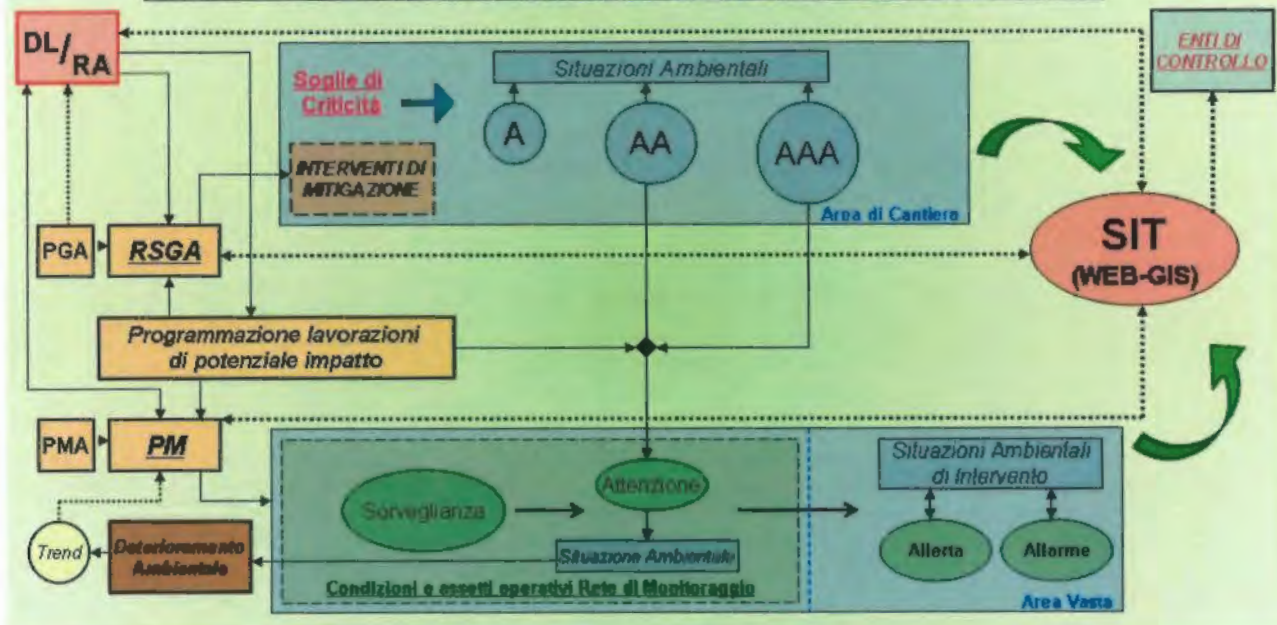 DL/RA
Soglie di
Criticità
Situazioni Ambientali
A
AA
AAA
INTERVENTI DI
MITIGAZIONE
Area di Cantiere
ENTI DI
CONTROLLO
SIT
(WEB-GIS)
PGA
RSGA
Programmazione lavorazioni
di potenziale impatto
PMA
PM
Trend
Deterioramento
Ambientale
Sorveglianza
Attenzione
Situazione Ambientale
Condizioni e assetti operativi Rete di Monitoraggio
Situazioni Ambientali
di Intervento
Allerta
Allarme
Area Vasta